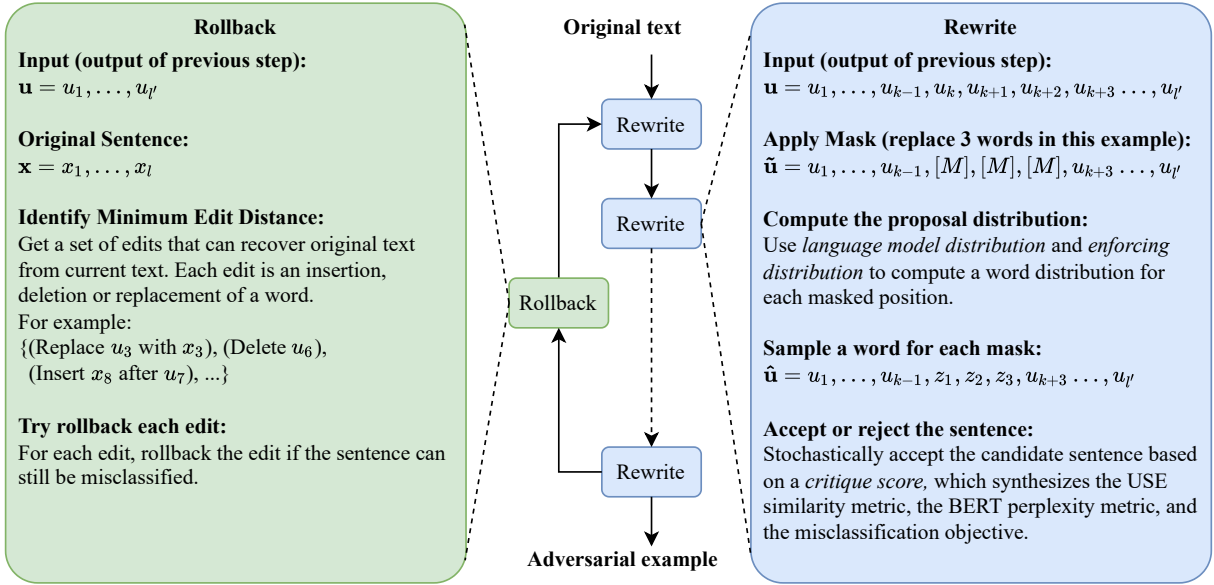 Rollback
Input (output of previous step):
u = u₁, . . . , uₗ′
Original Sentence:
x = x₁, . . . , xₗ
Identify Minimum Edit Distance:
Get a set of edits that can recover original text
from current text. Each edit is an insertion,
deletion or replacement of a word.
For example:
{(Replace u₃ with x₃), (Delete u₆),
(Insert x₈ after u₇), ...}
Try rollback each edit:
For each edit, rollback the edit if the sentence can
still be misclassified.
Original text
Rewrite
Rewrite
Rollback
Rewrite
Adversarial example
Rewrite
Input (output of previous step):
u = u₁, . . . , uₖ₋₁, uₖ, uₖ₊₁, uₖ₊₂, uₖ₊₃ . . . , uₗ′
Apply Mask (replace 3 words in this example):
ũ = u₁, . . . , uₖ₋₁, [M], [M], [M], uₖ₊₃ . . . , uₗ′
Compute the proposal distribution:
Use language model distribution and enforcing
distribution to compute a word distribution for
each masked position.
Sample a word for each mask:
û = u₁, . . . , uₖ₋₁, z₁, z₂, z₃, uₖ₊₃ . . . , uₗ′
Accept or reject the sentence:
Stochastically accept the candidate sentence based
on a critique score, which synthesizes the USE
similarity metric, the BERT perplexity metric, and
the misclassification objective.